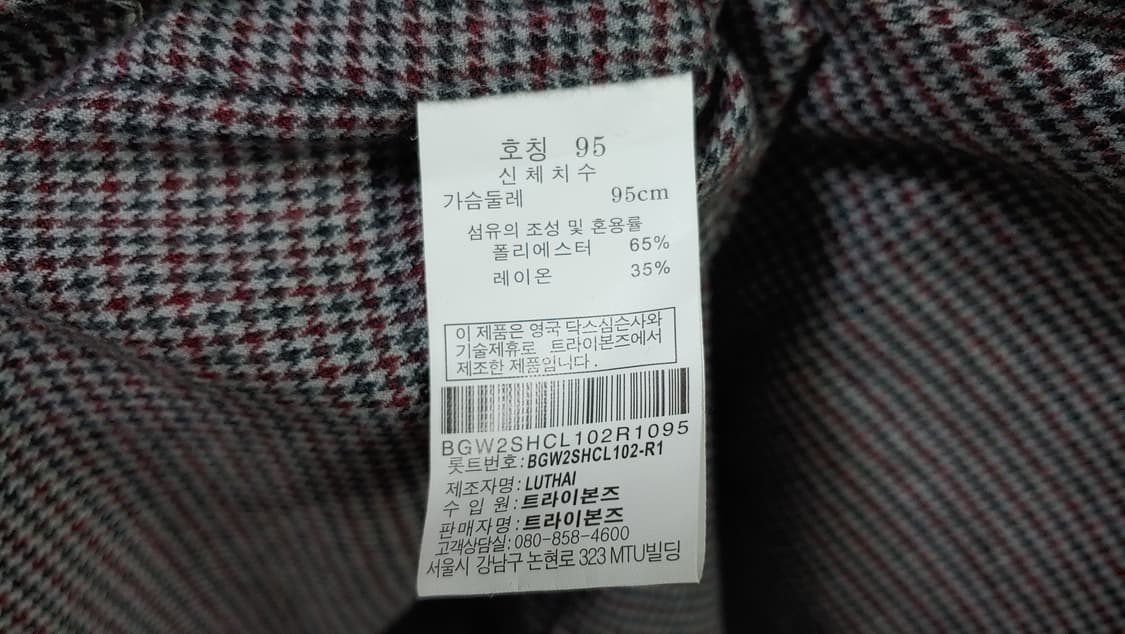 호칭 95
신체치수
가슴둘레 95cm
섬유의 조성 및 혼용률
폴리에스터 65%
레이온 35%
이 제품은 영국 닥스심슨사와
기술제휴로 트라이본즈에서
제조한 제품입니다.
BGW2SHCL102R1095
롯트번호:BGW2SHCL102-R1
제조자명:LUTHAI
수 입 원:트라이본즈
판매자명:트라이본즈
고객상담실:080-858-4600
서울시 강남구 논현로 323 MTU빌딩